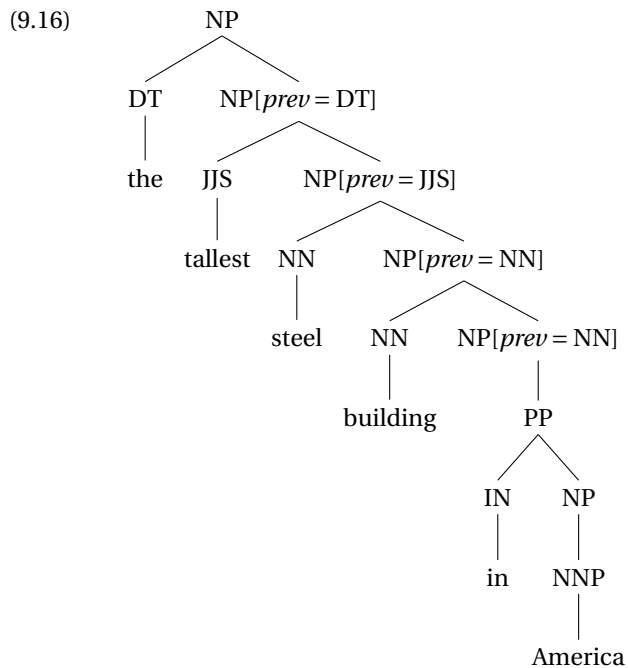 (9.16) NP
DT NP[prev = DT]
the JJS NP[prev = JJS]
tallest NN NP[prev = NN]
steel NN NP[prev = NN]
building PP
IN NP
in NNP
America